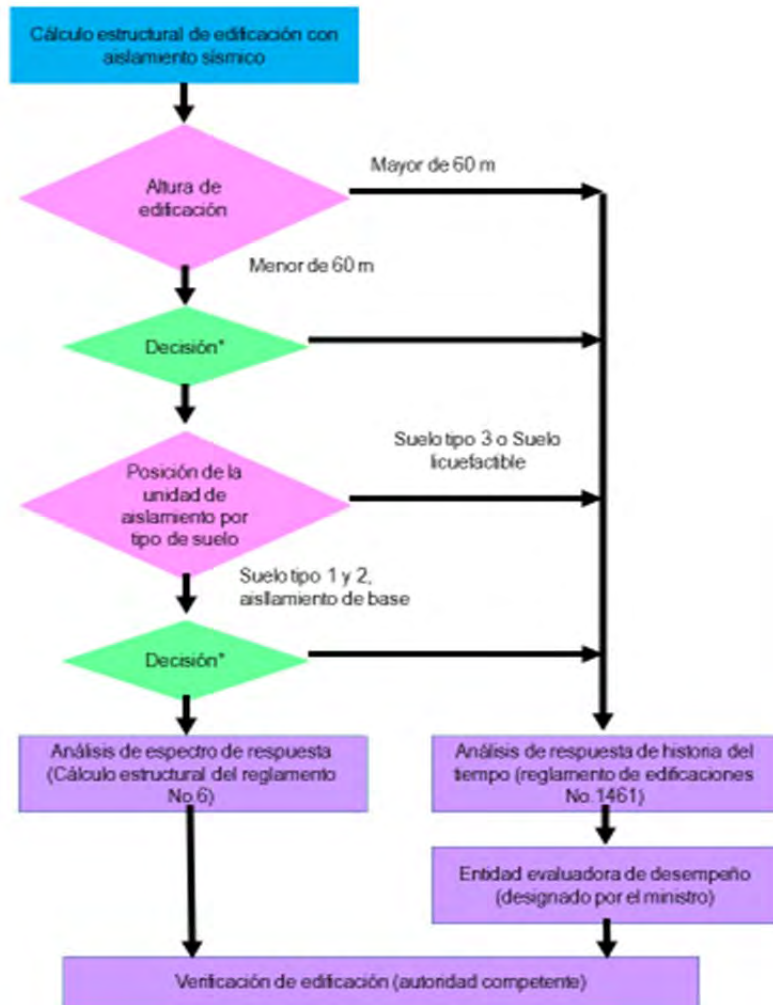 Cálculo estructural de edificación con
aislamiento sísmico
Altura de
edificación
Mayor de 60 m
Menor de 60 m
Decisión*
Posición de la
unidad de
aislamiento por
tipo de suelo
Suelo tipo 3 o Suelo
licuefactible
Suelo tipo 1 y 2,
aisllamiento de base
Decisión*
Análisis de espectro de respuesta
(Cálculo estructural del reglamento
No 6)
Análisis de respuesta de historia del
tiempo (reglamento de edificaciones
No.1461)
Entidad evaluadora de desempeño
(designado por el ministro)
Verificación de edificación (autoridad competente)